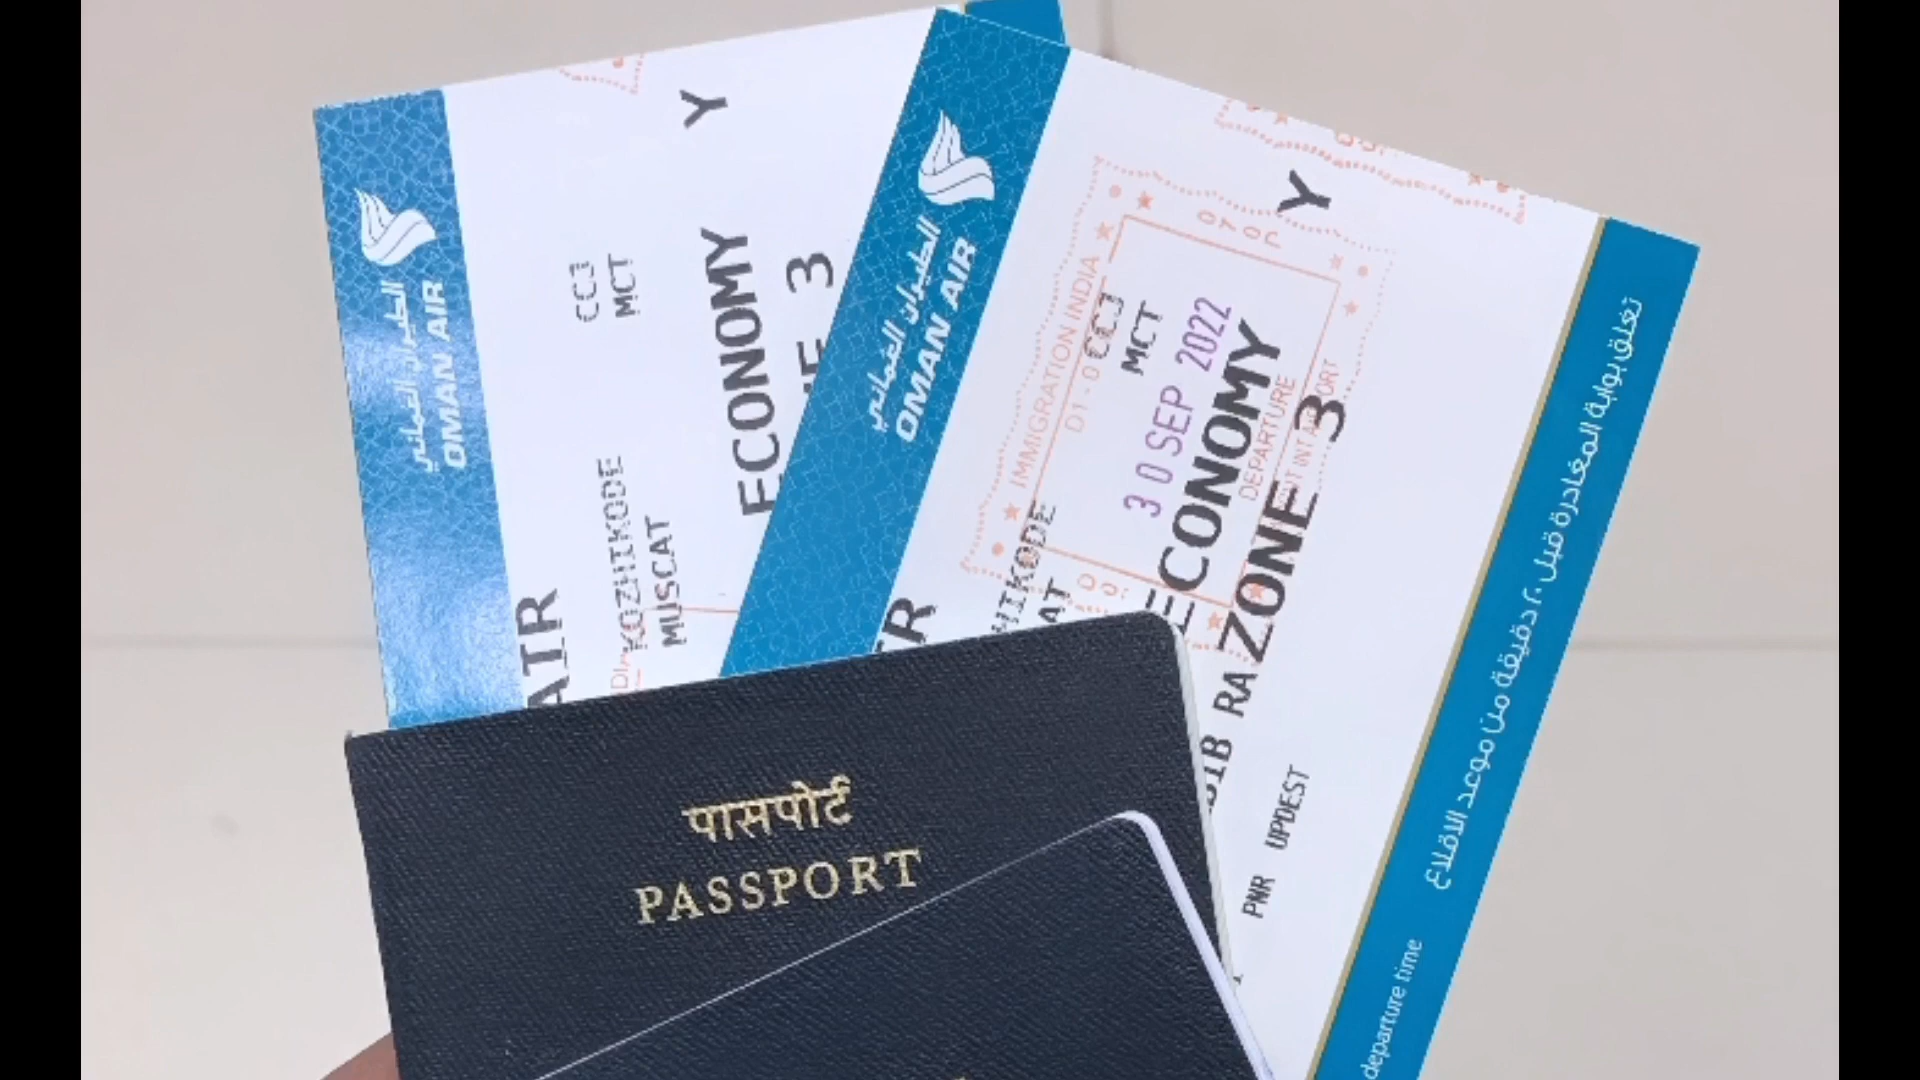 الطيران العماني
OMAN AIR
AIR
KOZHIKODE CCJ
MUSCAT MCT
ECONOMY Y
3
الطيران العماني
OMAN AIR
IMMIGRATION INDIA
CCJ
MCT
30 SEP 2022
DEPARTURE
ECONOMY Y
ZONE 3
RA
PNR UPDEST
تغلق بوابة المغادرة قبل ٢٠ دقيقة من موعد الاقلاع
departure time
पासपोर्ट
PASSPORT